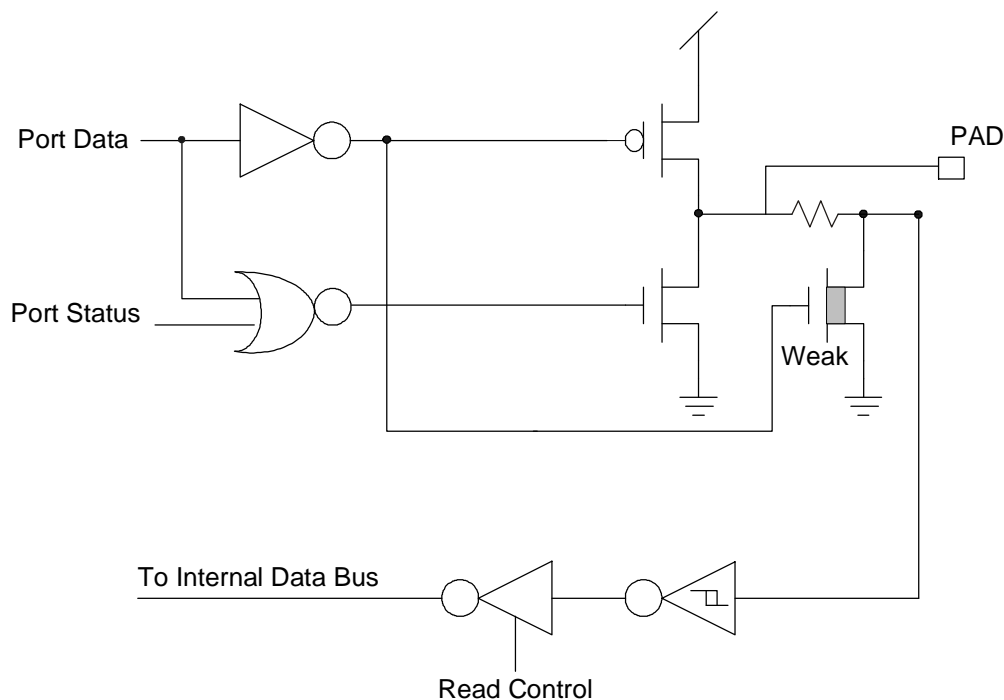 Port Data
PAD
Port Status
Weak
To Internal Data Bus
Read Control